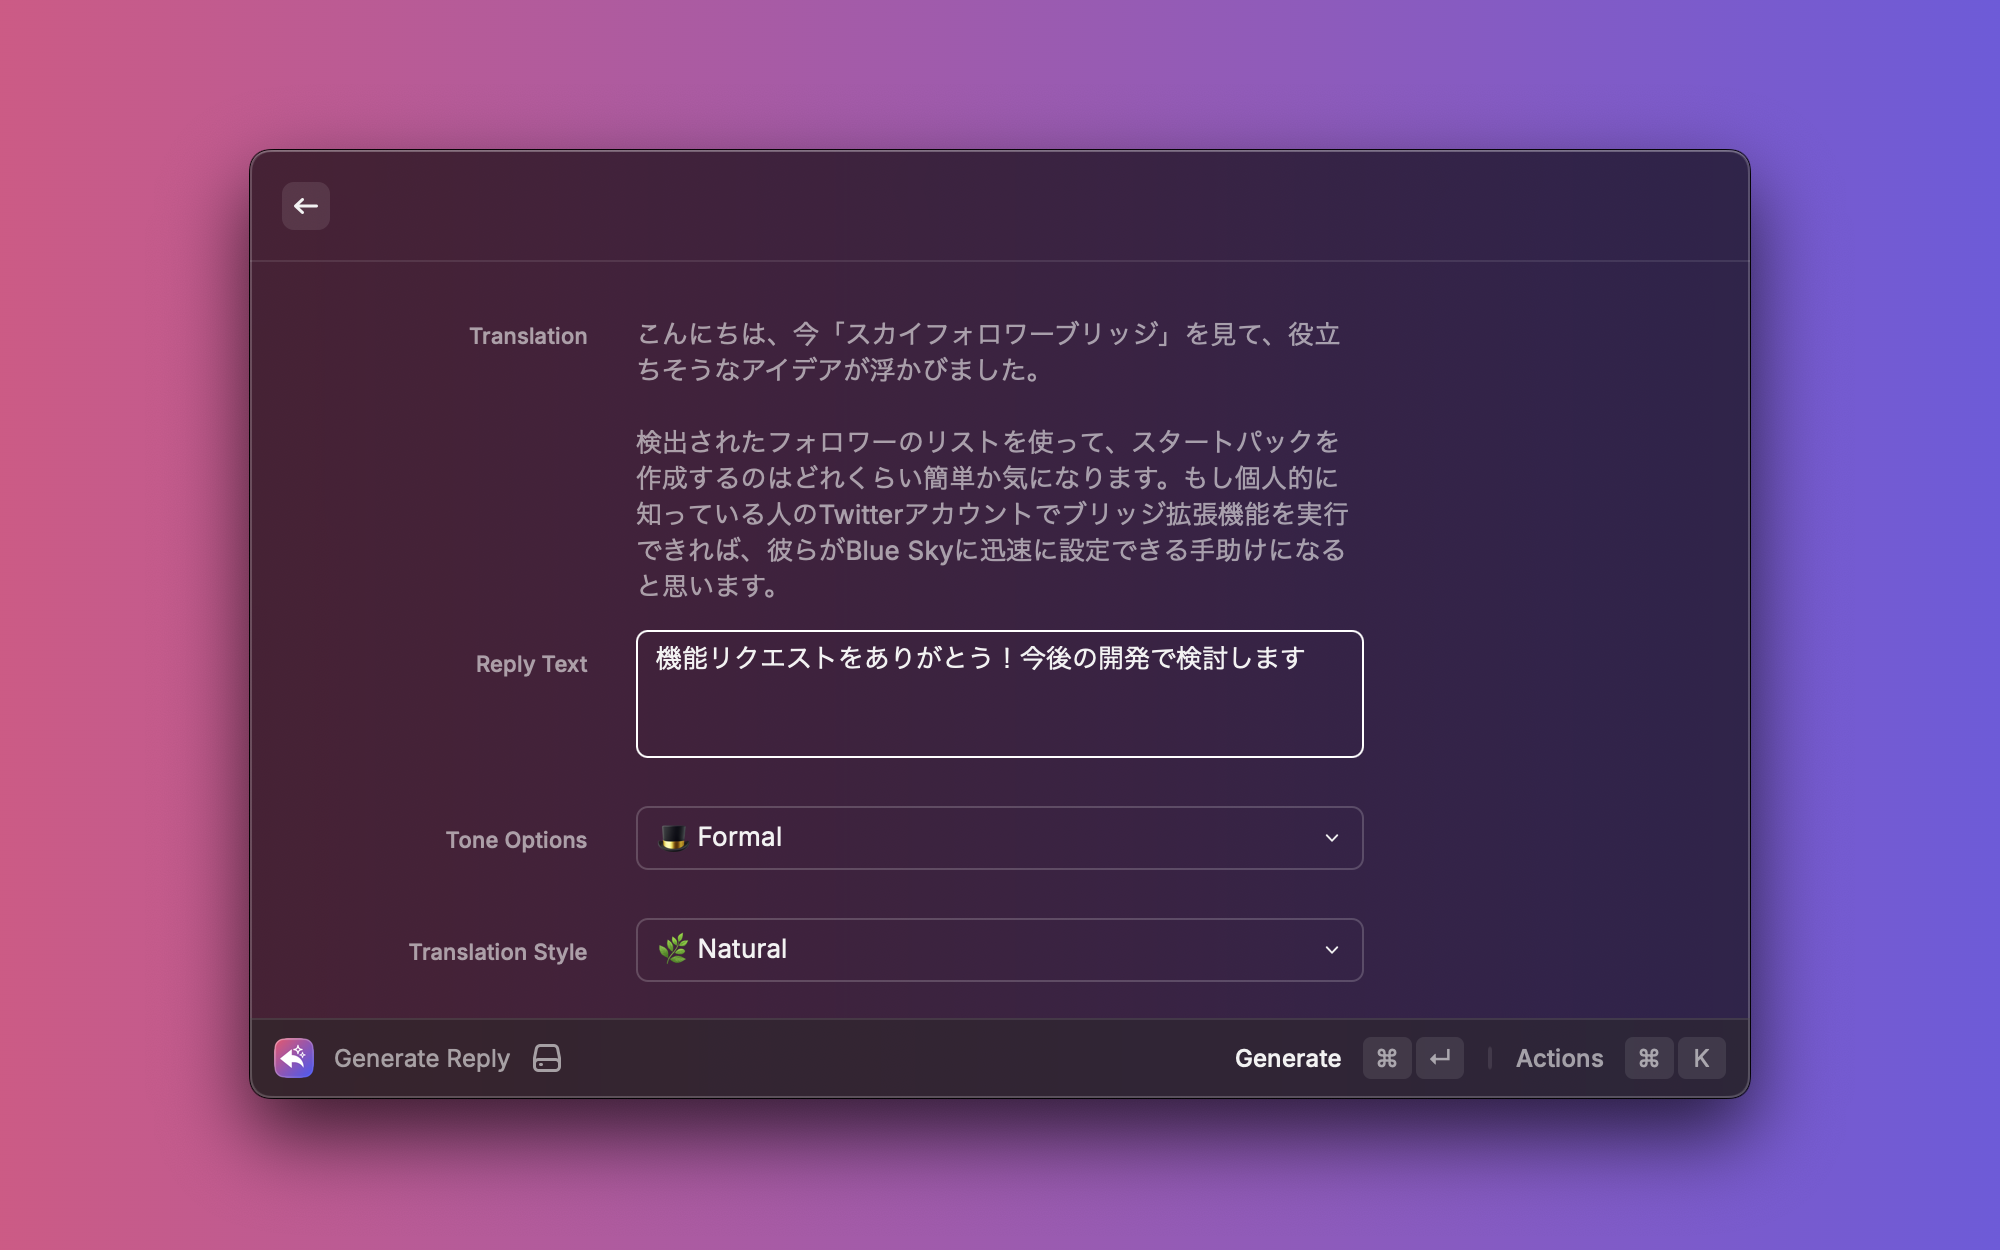 Translation
こんにちは、今「スカイフォロワーブリッジ」を見て、役立
ちそうなアイデアが浮かびました。
検出されたフォロワーのリストを使って、スタートパックを
作成するのはどれくらい簡単か気になります。もし個人的に
知っている人のTwitterアカウントでブリッジ拡張機能を実行
できれば、彼らがBlue Skyに迅速に設定できる手助けになる
と思います。
Reply Text
機能リクエストをありがとう！今後の開発で検討します
Tone Options
🎩 Formal
Translation Style
🌿 Natural
Generate Reply
Generate ⌘ ↵ Actions ⌘ K